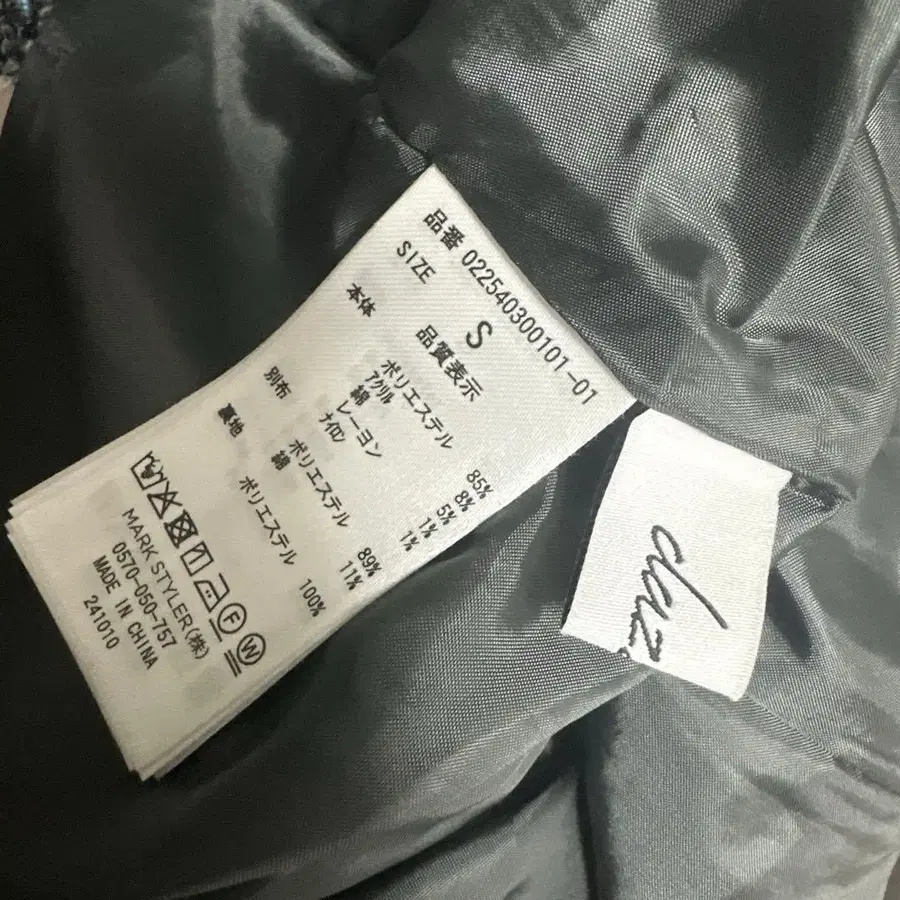 品番 022540300101-01
SIZE S
品質表示
本体 ポリエステル 85%
アクリル 8%
綿 5%
レーヨン 1%
ナイロン 1%
別布 ポリエステル 89%
綿 11%
裏地 ポリエステル 100%
W
MARK STYLER(株)
0570-050-757
MADE IN CHINA
241010
daz